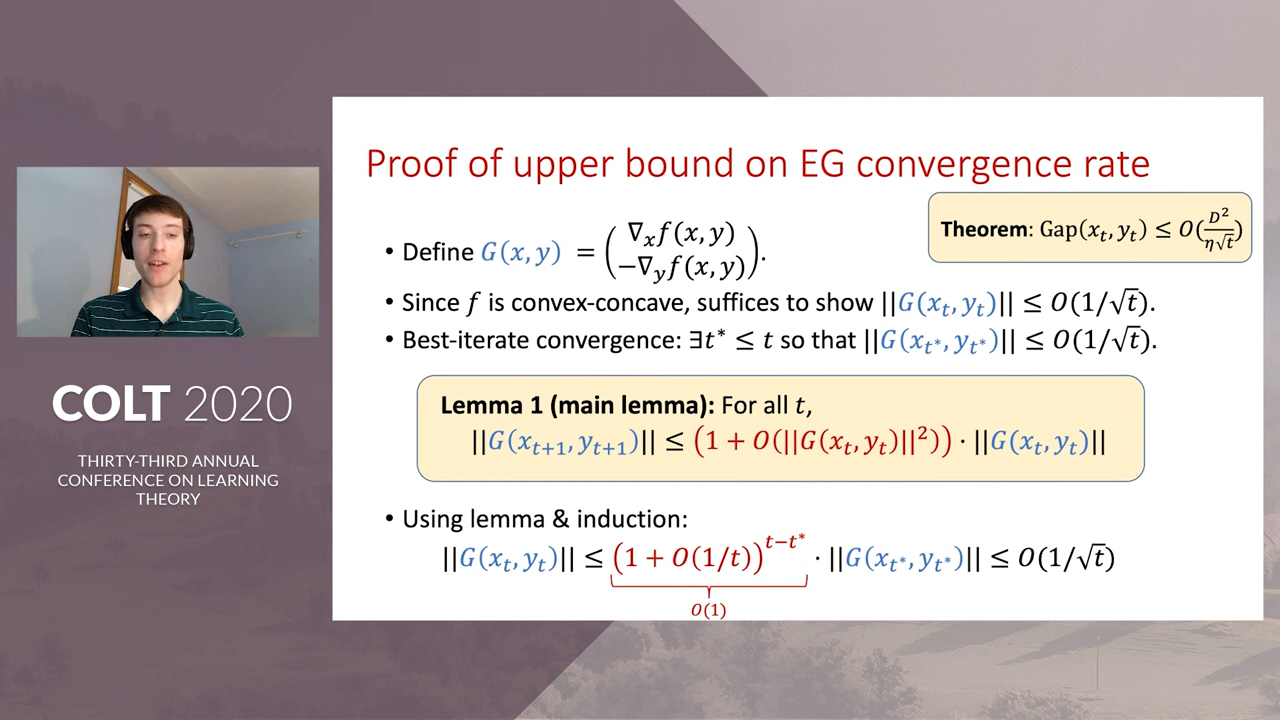 COLT 2020
THIRTY-THIRD ANNUAL
CONFERENCE ON LEARNING
THEORY
Proof of upper bound on EG convergence rate
Theorem: Gap(x_t, y_t) ≤ O(D²/(η√t))
• Define G(x, y) = (∇_x f(x, y)
−∇_y f(x, y)).
• Since f is convex-concave, suffices to show ||G(x_t, y_t)|| ≤ O(1/√t).
• Best-iterate convergence: ∃t* ≤ t so that ||G(x_{t*}, y_{t*})|| ≤ O(1/√t).
Lemma 1 (main lemma): For all t,
||G(x_{t+1}, y_{t+1})|| ≤ (1 + O(||G(x_t, y_t)||²)) · ||G(x_t, y_t)||
• Using lemma & induction:
||G(x_t, y_t)|| ≤ (1 + O(1/t))^{t−t*} · ||G(x_{t*}, y_{t*})|| ≤ O(1/√t)
O(1)